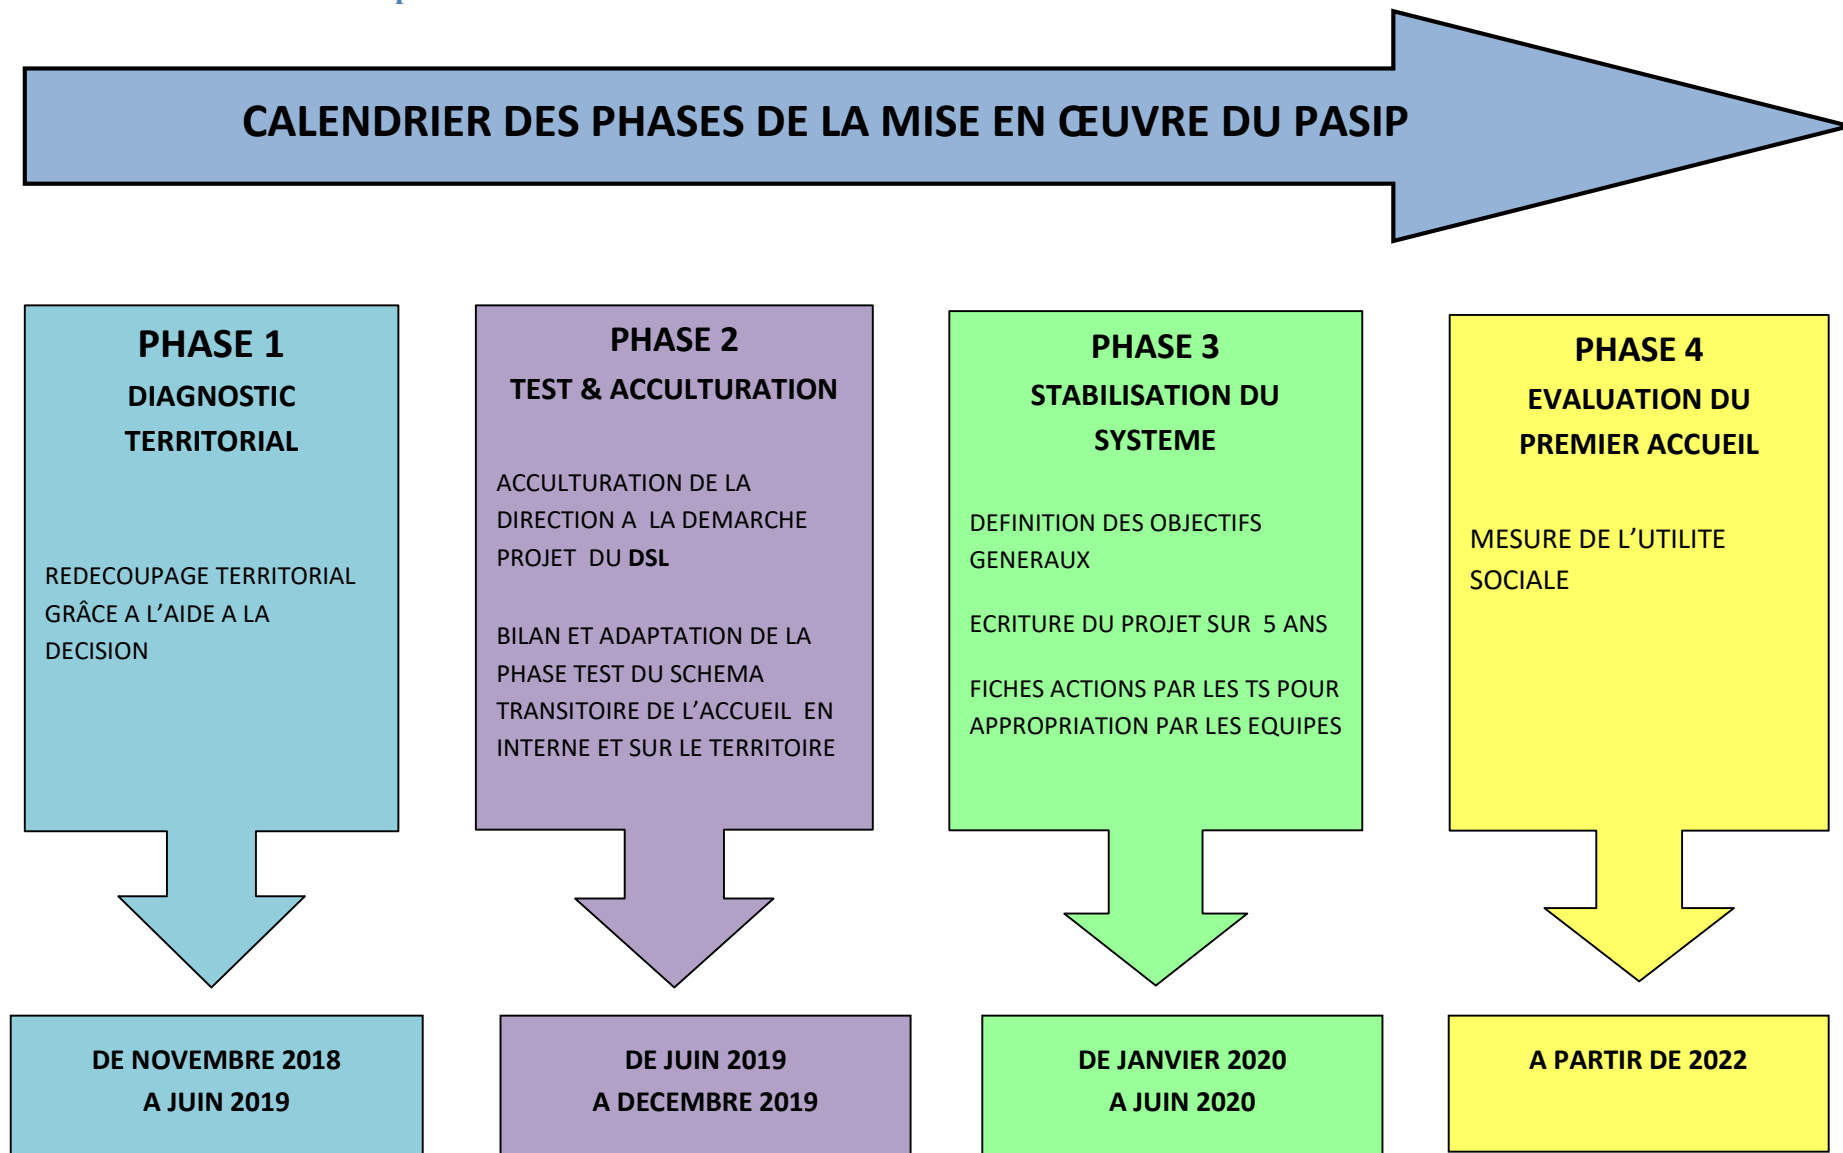 CALENDRIER DES PHASES DE LA MISE EN ŒUVRE DU PASIP
PHASE 1
DIAGNOSTIC
TERRITORIAL
REDECOUPAGE TERRITORIAL
GRÂCE A L’AIDE A LA
DECISION
DE NOVEMBRE 2018
A JUIN 2019
PHASE 2
TEST & ACCULTURATION
ACCULTURATION DE LA
DIRECTION A LA DEMARCHE
PROJET DU DSL
BILAN ET ADAPTATION DE LA
PHASE TEST DU SCHEMA
TRANSITOIRE DE L’ACCUEIL EN
INTERNE ET SUR LE TERRITOIRE
DE JUIN 2019
A DECEMBRE 2019
PHASE 3
STABILISATION DU
SYSTEME
DEFINITION DES OBJECTIFS
GENERAUX
ECRITURE DU PROJET SUR 5 ANS
FICHES ACTIONS PAR LES TS POUR
APPROPRIATION PAR LES EQUIPES
DE JANVIER 2020
A JUIN 2020
PHASE 4
EVALUATION DU
PREMIER ACCUEIL
MESURE DE L’UTILITE
SOCIALE
A PARTIR DE 2022